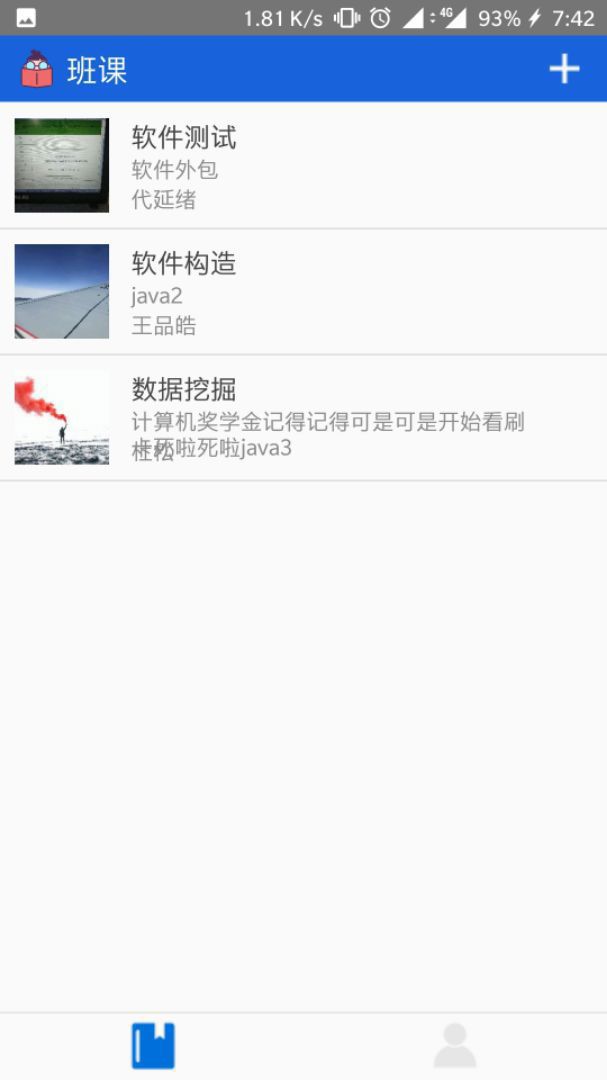 1.81 K/s 4G 93% 7:42
班课
软件测试
软件外包
代延绪
软件构造
java2
王品皓
数据挖掘
计算机奖学金记得记得可是可是开始看刷
死啦死啦java3